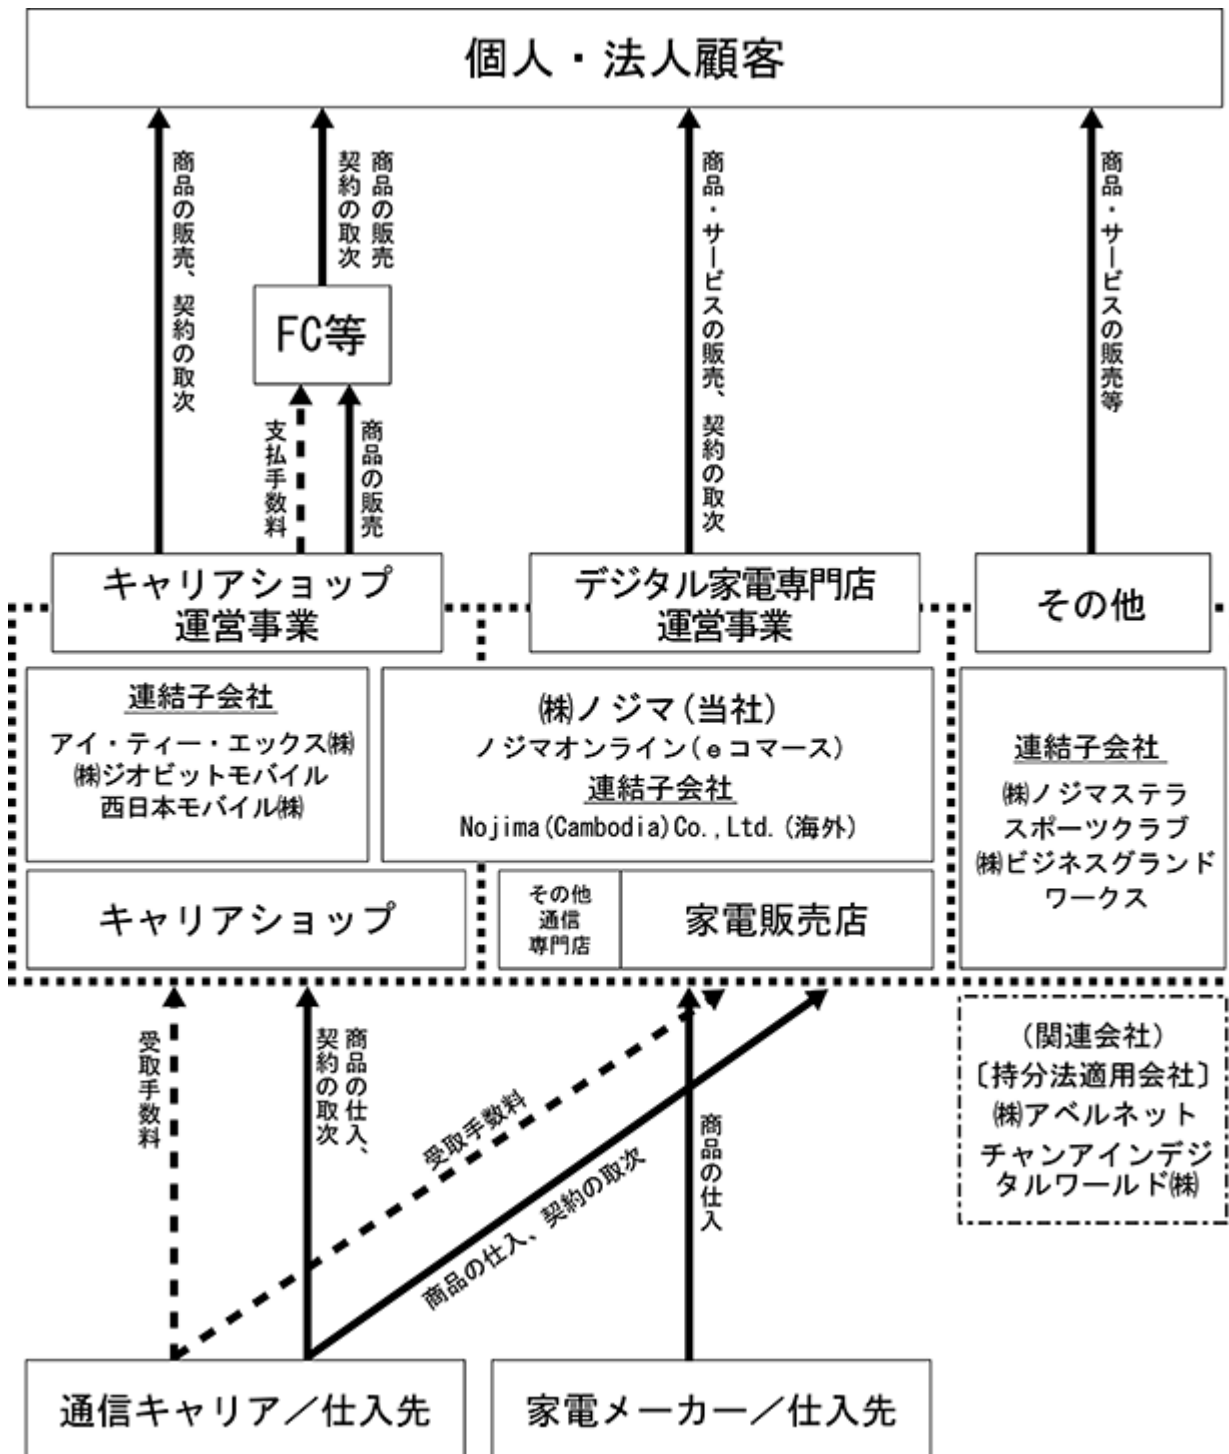 個人・法人顧客
商品の販売、契約の取次
商品の販売
契約の取次
商品・サービスの販売、契約の取次
商品・サービスの販売等
FC等
支払手数料
商品の販売
キャリアショップ
運営事業
デジタル家電専門店
運営事業
その他
連結子会社
アイ・ティー・エックス㈱
㈱ジオビットモバイル
西日本モバイル㈱
㈱ノジマ(当社)
ノジマオンライン(eコマース)
連結子会社
Nojima(Cambodia)Co.,Ltd.(海外)
連結子会社
㈱ノジマステラ
スポーツクラブ
㈱ビジネスグランド
ワークス
キャリアショップ
その他
通信
専門店
家電販売店
受取手数料
商品の仕入、
契約の取次
受取手数料
商品の仕入、契約の取次
商品の仕入
(関連会社)
〔持分法適用会社〕
㈱アベルネット
チャンアインデジ
タルワールド㈱
通信キャリア／仕入先
家電メーカー／仕入先